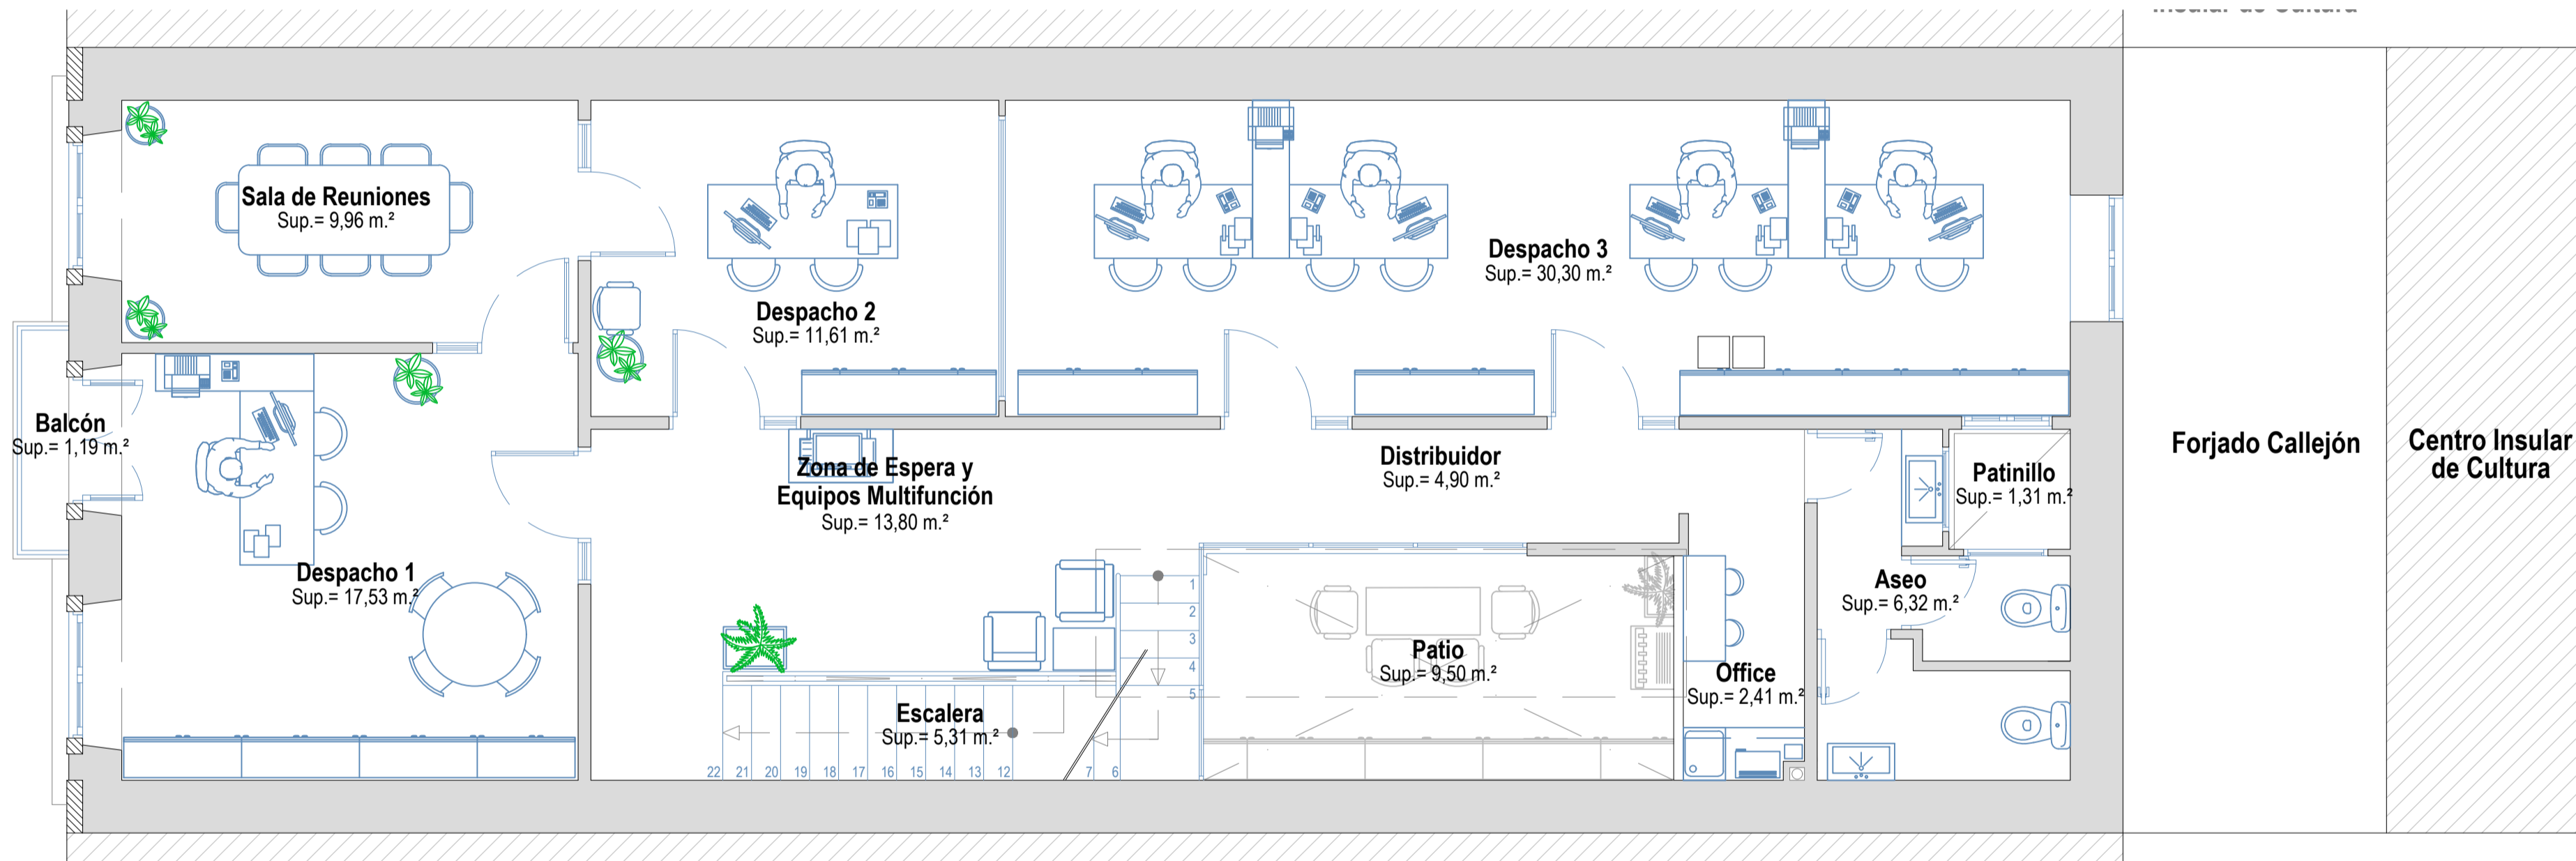 Insular de Cultura
Sala de Reuniones
Sup.= 9,96 m.²
Despacho 2
Sup.= 11,61 m.²
Despacho 3
Sup.= 30,30 m.²
Balcón
Sup.= 1,19 m.²
Zona de Espera y
Equipos Multifunción
Sup.= 13,80 m.²
Distribuidor
Sup.= 4,90 m.²
Patinillo
Sup.= 1,31 m.²
Forjado Callejón
Centro Insular
de Cultura
Despacho 1
Sup.= 17,53 m.²
Aseo
Sup.= 6,32 m.²
Patio
Sup.= 9,50 m.²
Office
Sup.= 2,41 m.²
Escalera
Sup.= 5,31 m.²
1
2
3
4
5
22 21 20 19 18 17 16 15 14 13 12 7 6